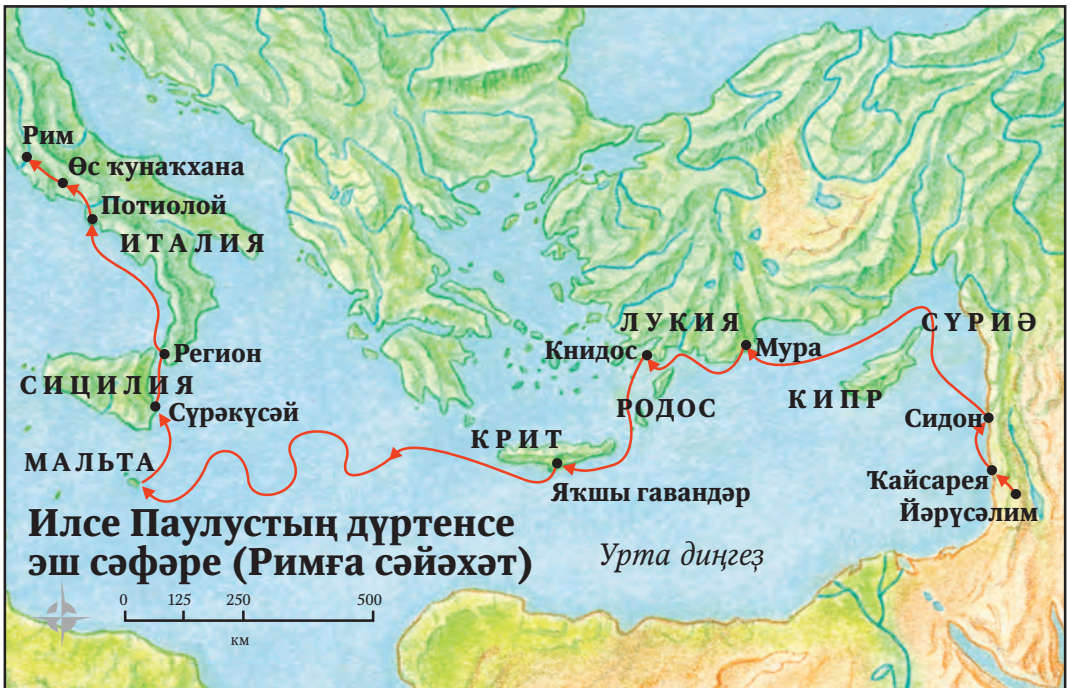 Рим
Өс ҡунаҡхана
Потиолой
ИТАЛИЯ
Регион
СИЦИЛИЯ
Сүрәкүсәй
МАЛЬТА
КРИТ
Яҡшы гавандәр
Книдос
ЛУКИЯ
Мура
РОДОС
КИПР
СҮРИӘ
Сидон
Ҡайсарея
Йәрүсәлим
Илсе Паулустың дүртенсе
эш сәфәре (Римға сәйәхәт)
Урта диңгеҙ
0 125 250 500
км